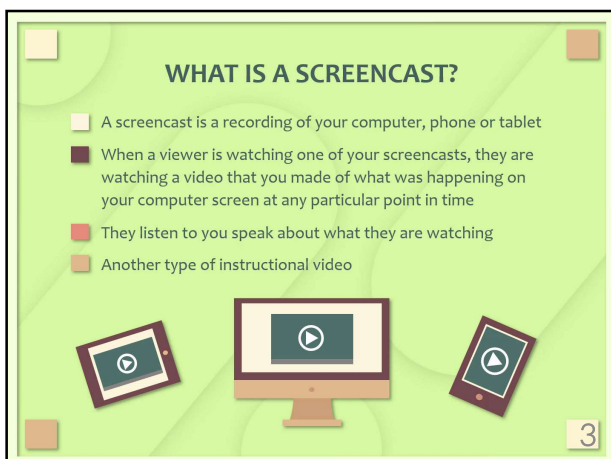 WHAT IS A SCREENCAST?
A screencast is a recording of your computer, phone or tablet
When a viewer is watching one of your screencasts, they are
watching a video that you made of what was happening on
your computer screen at any particular point in time
They listen to you speak about what they are watching
Another type of instructional video
3